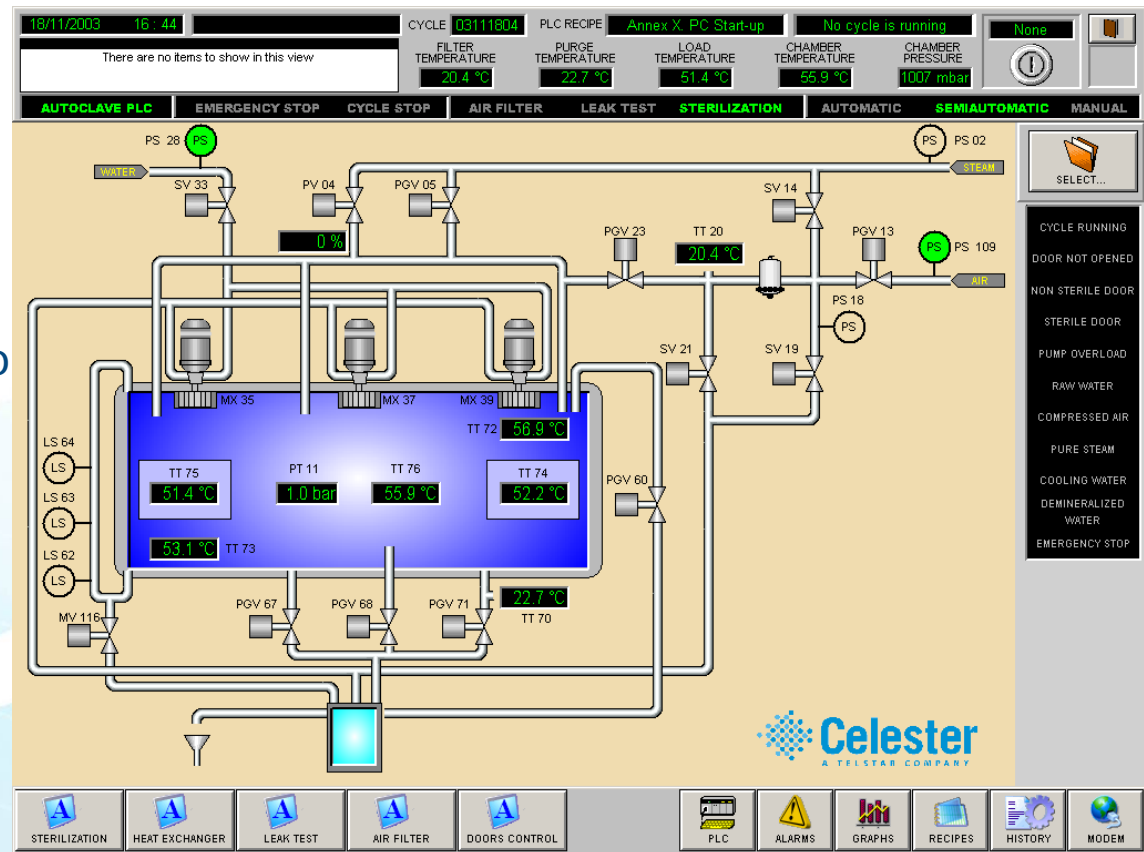 18/11/2003 16:44
CYCLE 03111804 PLC RECIPE Annex X. PC Start-up No cycle is running None
There are no items to show in this view
FILTER TEMPERATURE 20.4 °C
PURGE TEMPERATURE 22.7 °C
LOAD TEMPERATURE 51.4 °C
CHAMBER TEMPERATURE 55.9 °C
CHAMBER PRESSURE 1007 mbar
AUTOCLAVE PLC EMERGENCY STOP CYCLE STOP AIR FILTER LEAK TEST STERILIZATION AUTOMATIC SEMIAUTOMATIC MANUAL
PS 28 PS
PS PS 02
WATER
STEAM
SV 33
PV 04
PGV 05
SV 14
0 %
PGV 23
TT 20
20.4 °C
PGV 13
PS PS 109
AIR
PS 18
PS
SV 21
SV 19
MX 35
MX 37
MX 39
TT 72 56.9 °C
LS 64
LS
TT 75
51.4 °C
PT 11
1.0 bar
TT 76
55.9 °C
TT 74
52.2 °C
PGV 60
LS 63
LS
53.1 °C TT 73
LS 62
LS
MV 116
PGV 67
PGV 68
PGV 71
22.7 °C
TT 70
Celester
A TELSTAR COMPANY
SELECT...
CYCLE RUNNING
DOOR NOT OPENED
NON STERILE DOOR
STERILE DOOR
PUMP OVERLOAD
RAW WATER
COMPRESSED AIR
PURE STEAM
COOLING WATER
DEMINERALIZED
WATER
EMERGENCY STOP
A A A A A
STERILIZATION HEAT EXCHANGER LEAK TEST AIR FILTER DOORS CONTROL PLC ALARMS GRAPHS RECIPES HISTORY MODEM